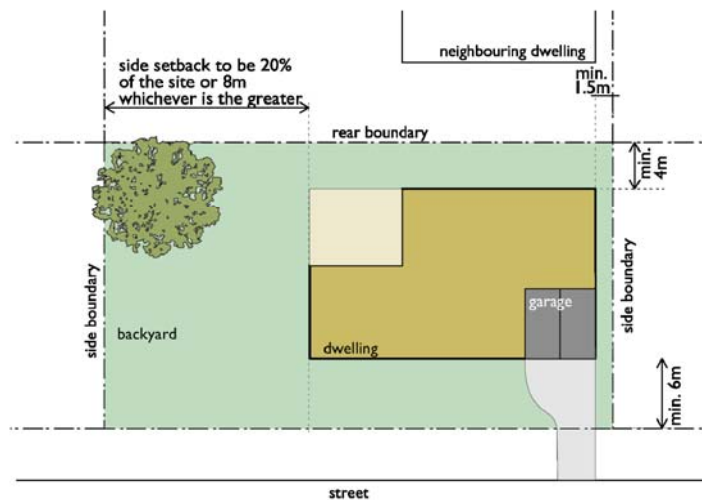 neighbouring dwelling
side setback to be 20%
of the site or 8m
whichever is the greater
min.
1.5m
rear boundary
min.
4m
side boundary
side boundary
garage
backyard
dwelling
min. 6m
street